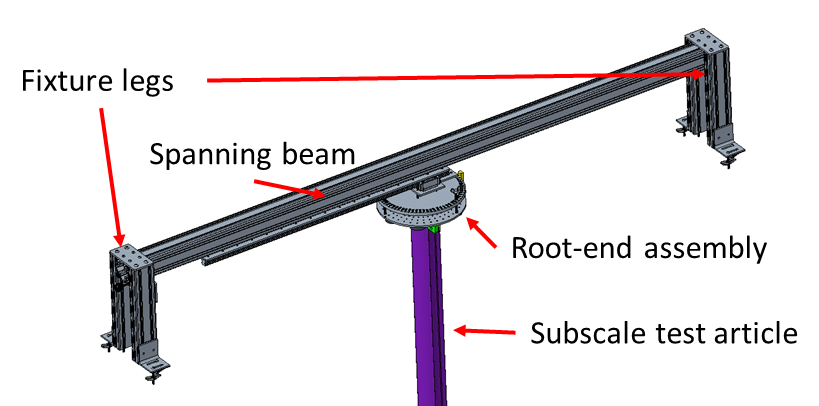 Fixture legs
Spanning beam
Root-end assembly
Subscale test article